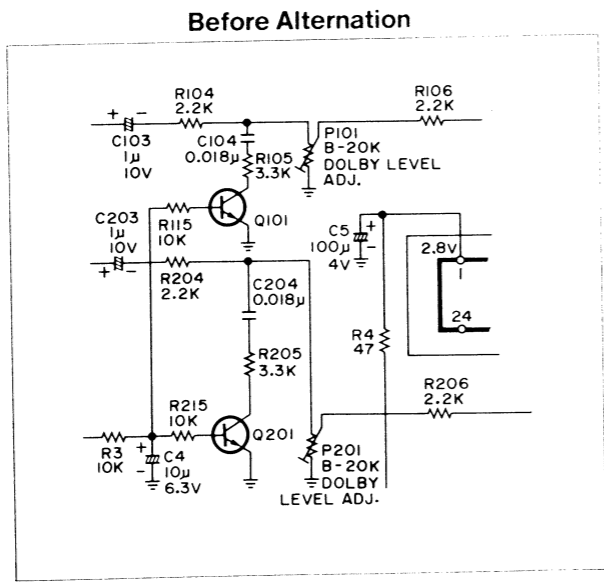 Before Alternation
R104
2.2K
R106
2.2K
+ -
C103
1µ
10V
C104
0.018µ
R105
3.3K
P101
B-20K
DOLBY LEVEL
ADJ.
Q101
R115
10K
C203
1µ
10V
+ -
R204
2.2K
C204
0.018µ
C5
100µ
4V
+
-
2.8V
1
24
R4
47
R205
3.3K
R206
2.2K
R215
10K
Q201
R3
10K
+
-
C4
10µ
6.3V
P201
B-20K
DOLBY
LEVEL ADJ.